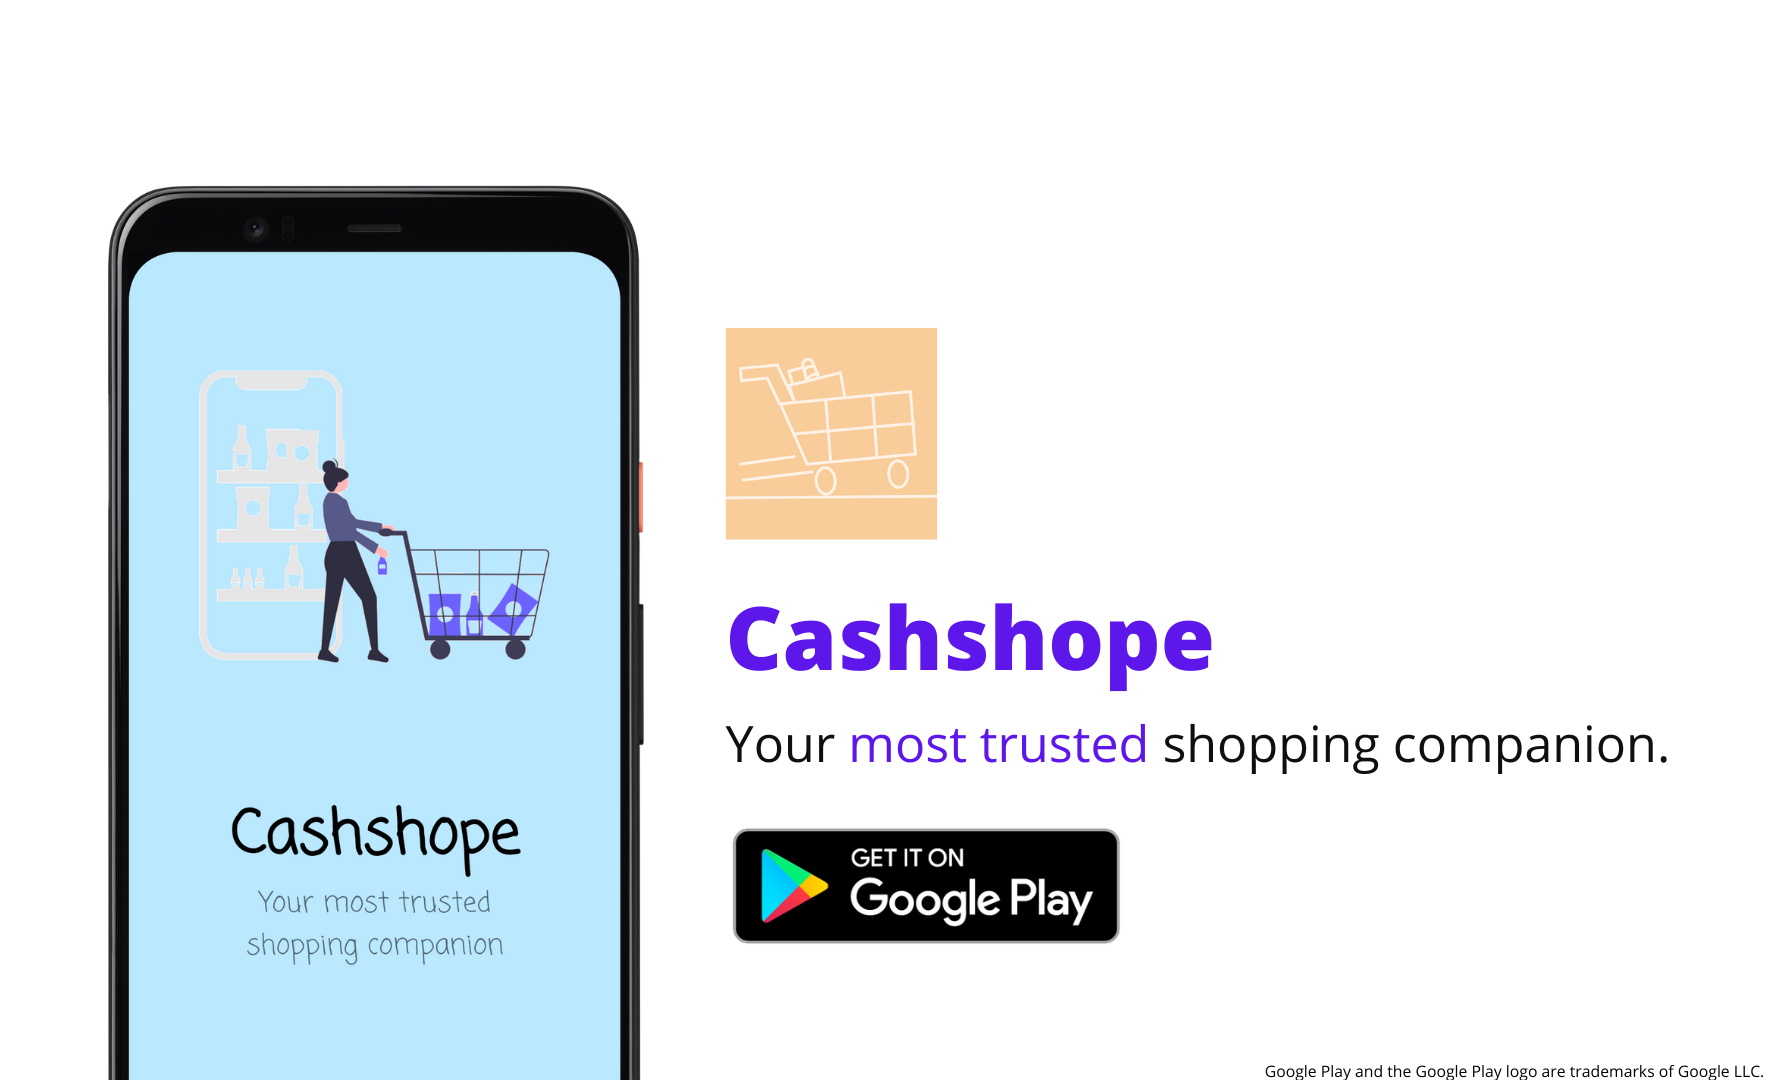 Cashshope
Your most trusted
shopping companion
Cashshope
Your most trusted shopping companion.
GET IT ON
Google Play
Google Play and the Google Play logo are trademarks of Google LLC.